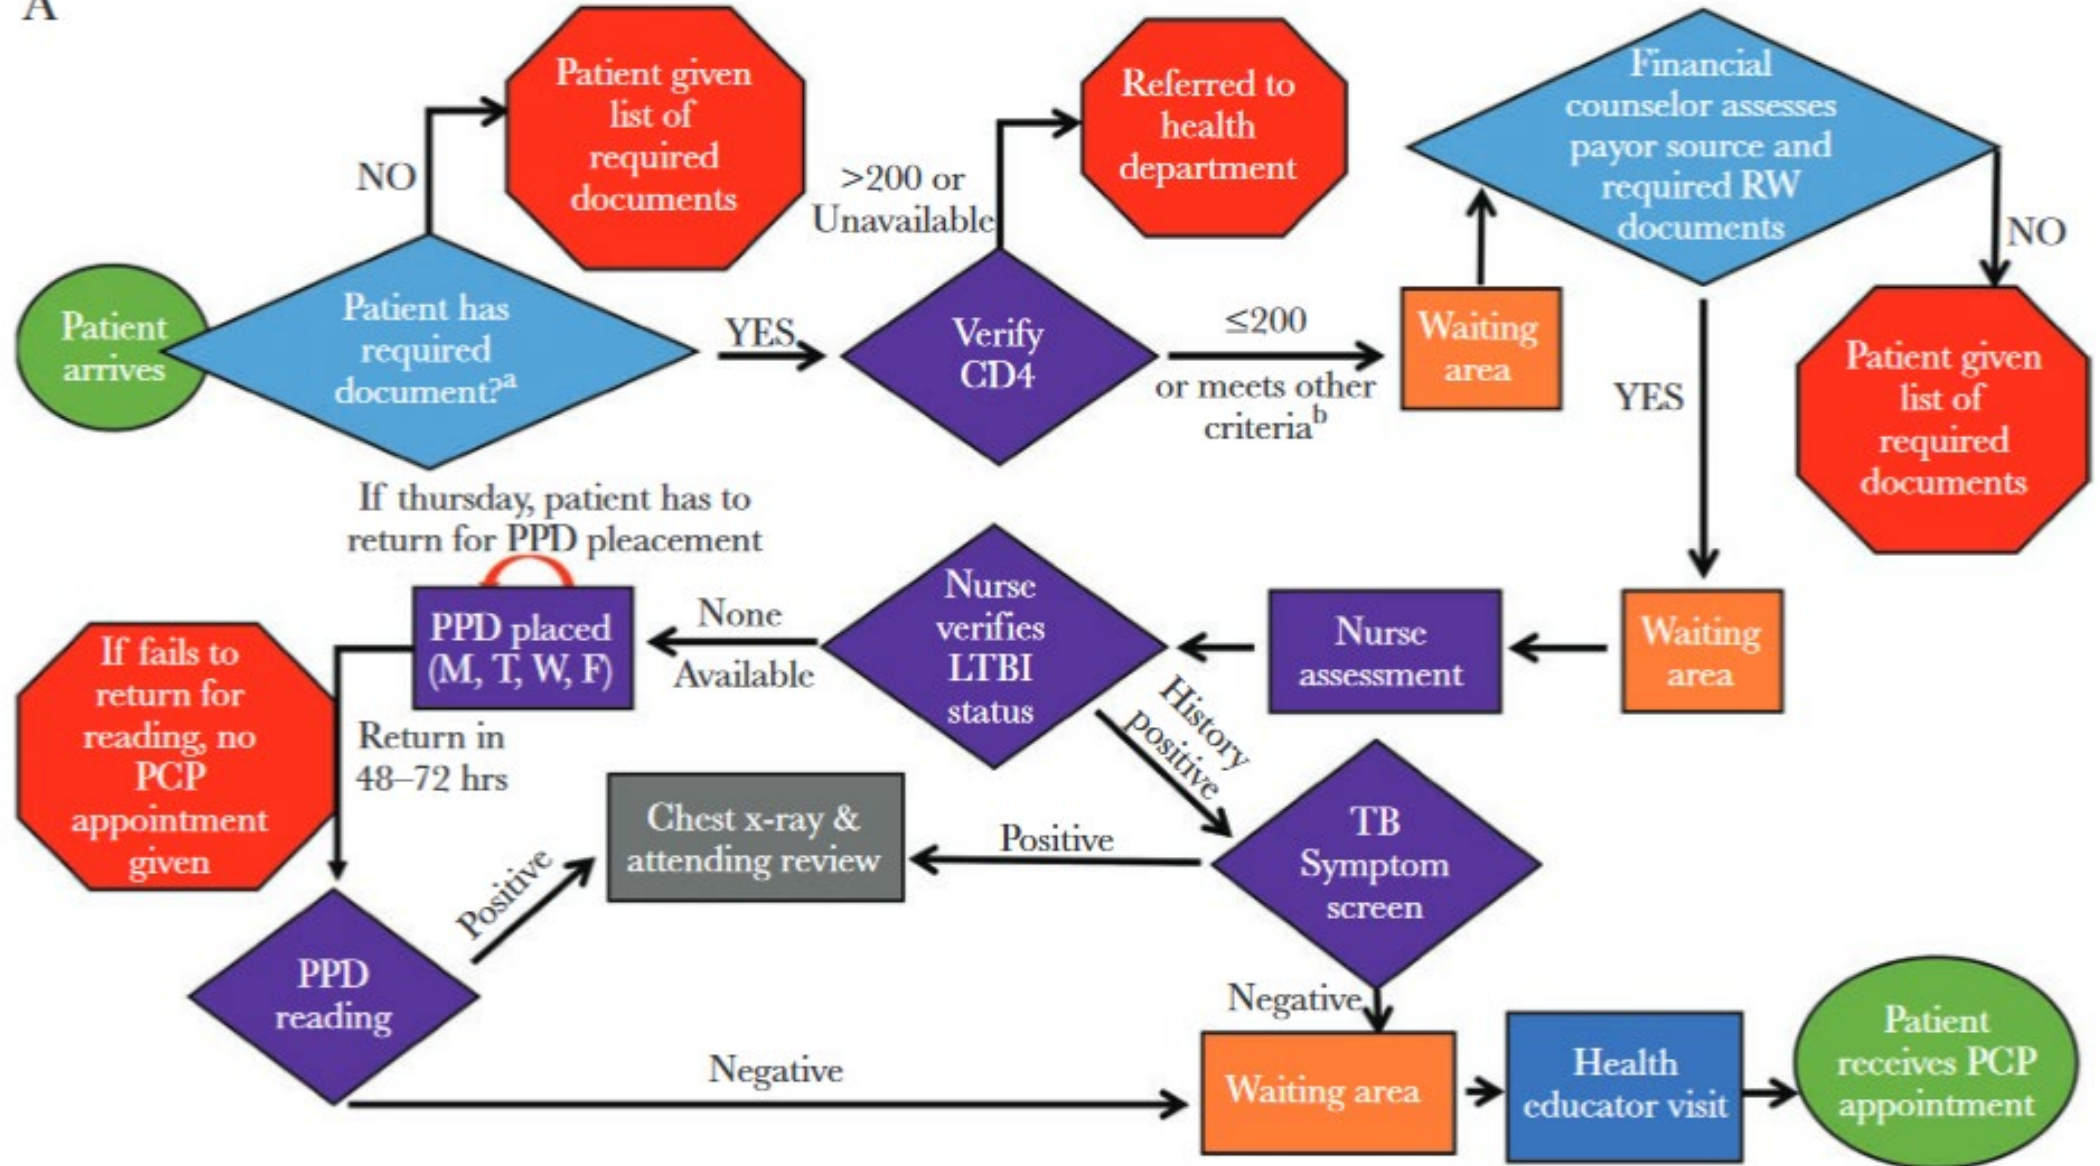 A
Patient given
list of
required
documents
Referred to
health
department
Financial
counselor assesses
payor source and
required RW
documents
NO
>200 or
Unavailable
NO
Patient
arrives
Patient has
required
document?a
YES
Verify
CD4
≤200
or meets other
criteriab
Waiting
area
YES
Patient given
list of
required
documents
If thursday, patient has to
return for PPD pleacement
If fails to
return for
reading, no
PCP
appointment
given
PPD placed
(M, T, W, F)
None
Available
Nurse
verifies
LTBI
status
Nurse
assessment
Waiting
area
Return in
48–72 hrs
History
positive
Chest x-ray &
attending review
Positive
TB
Symptom
screen
Positive
PPD
reading
Negative
Negative
Waiting area
Health
educator visit
Patient
receives PCP
appointment